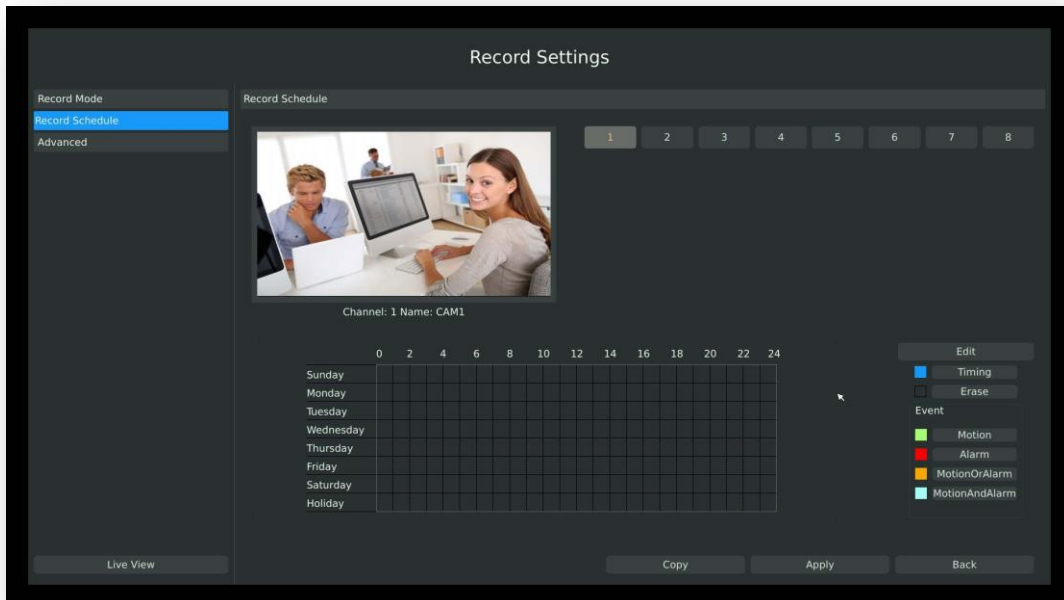 Record Settings
Record Mode
Record Schedule
Advanced
Record Schedule
1 2 3 4 5 6 7 8
Channel: 1 Name: CAM1
0 2 4 6 8 10 12 14 16 18 20 22 24
Sunday
Monday
Tuesday
Wednesday
Thursday
Friday
Saturday
Holiday
Edit
Timing
Erase
Event
Motion
Alarm
MotionOrAlarm
MotionAndAlarm
Live View
Copy Apply Back